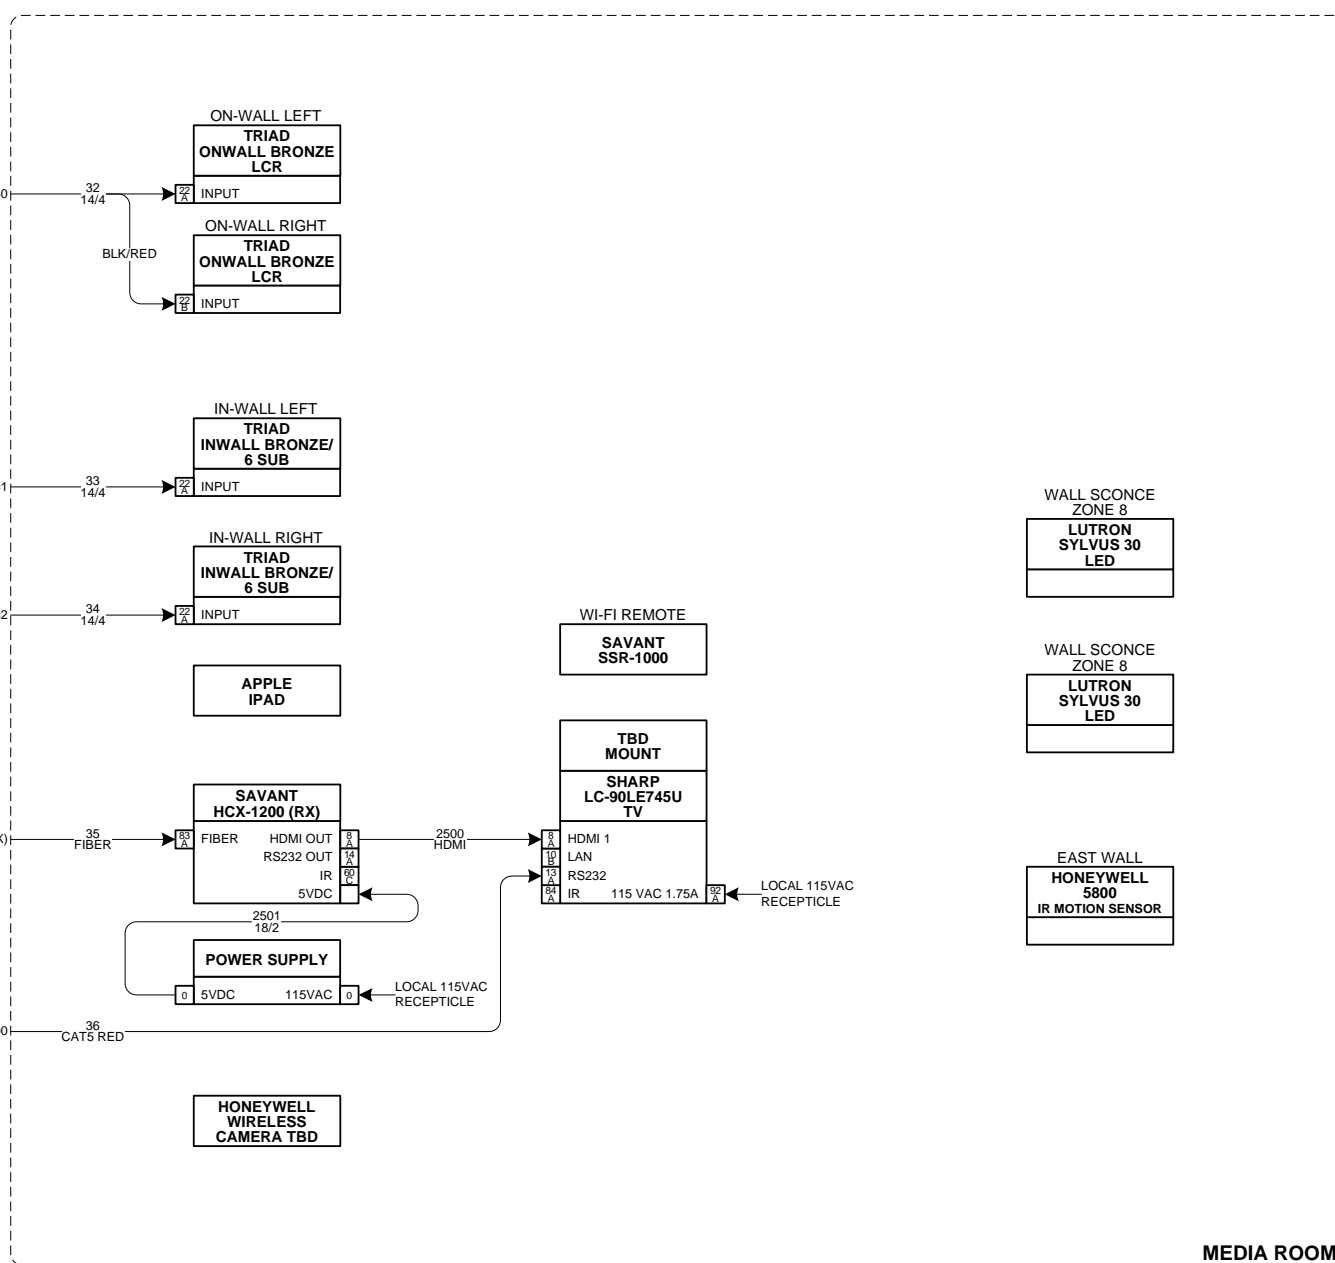 ON-WALL LEFT
TRIAD
ONWALL BRONZE
LCR
0
32
14/4
22
A
INPUT
ON-WALL RIGHT
TRIAD
ONWALL BRONZE
LCR
BLK/RED
22
B
INPUT
IN-WALL LEFT
TRIAD
INWALL BRONZE/
6 SUB
1
33
14/4
22
A
INPUT
IN-WALL RIGHT
TRIAD
INWALL BRONZE/
6 SUB
2
34
14/4
22
A
INPUT
APPLE
IPAD
SAVANT
HCX-1200 (RX)
X)
35
FIBER
83
A
FIBER
HDMI OUT
8
A
RS232 OUT
14
A
IR
60
C
5VDC
2500
HDMI
2501
18/2
POWER SUPPLY
0
5VDC
115VAC
0
LOCAL 115VAC
RECEPTICLE
0
36
CAT5 RED
HONEYWELL
WIRELESS
CAMERA TBD
WI-FI REMOTE
SAVANT
SSR-1000
TBD
MOUNT
SHARP
LC-90LE745U
TV
8
A
HDMI 1
10
B
LAN
13
A
RS232
84
A
IR
115 VAC 1.75A
92
A
LOCAL 115VAC
RECEPTICLE
WALL SCONCE
ZONE 8
LUTRON
SYLVUS 30
LED
WALL SCONCE
ZONE 8
LUTRON
SYLVUS 30
LED
EAST WALL
HONEYWELL
5800
IR MOTION SENSOR
MEDIA ROOM